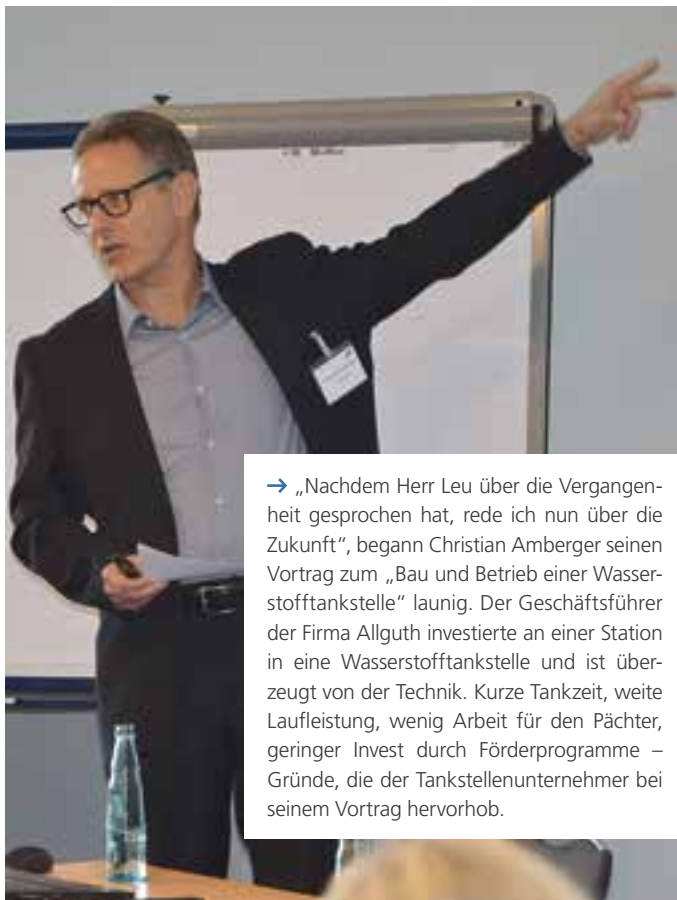 → „Nachdem Herr Leu über die Vergangen-
heit gesprochen hat, rede ich nun über die
Zukunft“, begann Christian Amberger seinen
Vortrag zum „Bau und Betrieb einer Wasser-
stofftankstelle“ launig. Der Geschäftsführer
der Firma Allguth investierte an einer Station
in eine Wasserstofftankstelle und ist über-
zeugt von der Technik. Kurze Tankzeit, weite
Laufleistung, wenig Arbeit für den Pächter,
geringer Invest durch Förderprogramme –
Gründe, die der Tankstellenunternehmer bei
seinem Vortrag hervorhob.